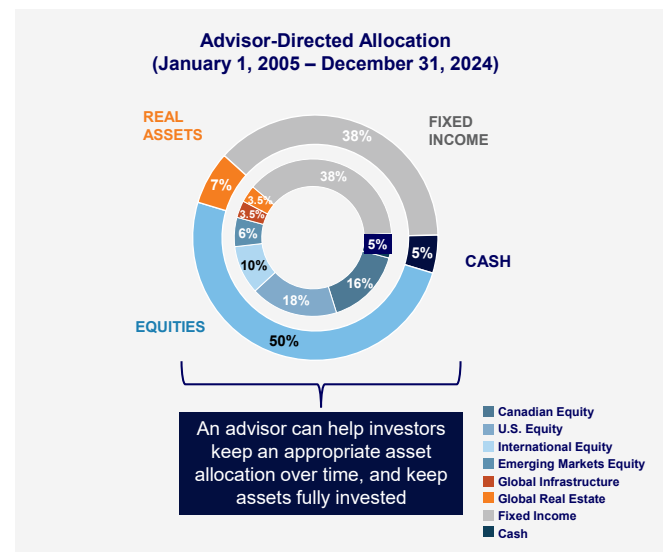 Advisor-Directed Allocation
(January 1, 2005 – December 31, 2024)
REAL
ASSETS
FIXED
INCOME
38%
38%
7%
3.5%
3.5%
6%
5%
5%
CASH
10%
16%
18%
EQUITIES
50%
An advisor can help investors
keep an appropriate asset
allocation over time, and keep
assets fully invested
Canadian Equity
U.S. Equity
International Equity
Emerging Markets Equity
Global Infrastructure
Global Real Estate
Fixed Income
Cash